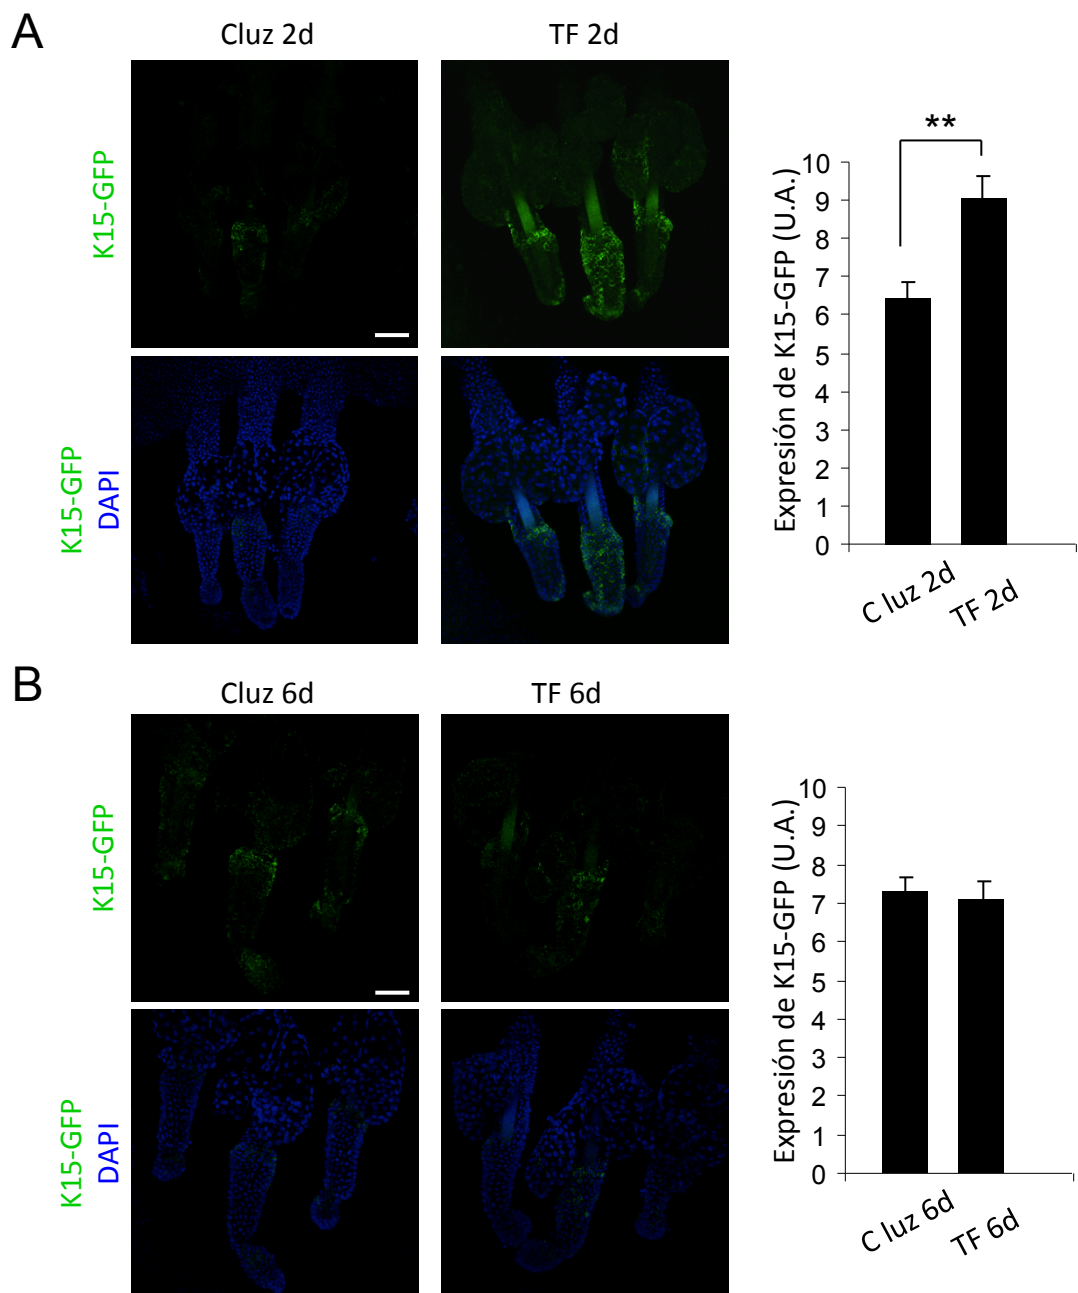 A
Cluz 2d
TF 2d
K15-GFP
K15-GFP
DAPI
**
Expresión de K15-GFP (U.A.)
10
9
8
7
6
5
4
3
2
1
0
C luz 2d
TF 2d
B
Cluz 6d
TF 6d
K15-GFP
K15-GFP
DAPI
Expresión de K15-GFP (U.A.)
10
9
8
7
6
5
4
3
2
1
0
C luz 6d
TF 6d